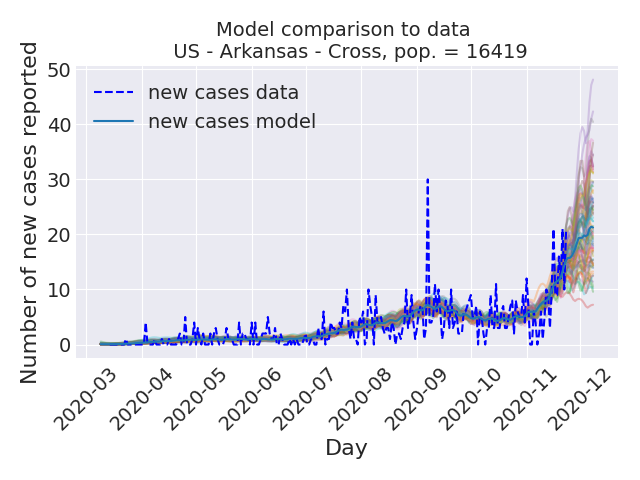 Model comparison to data
US - Arkansas - Cross, pop. = 16419
Number of new cases reported
50
40
30
20
10
0
new cases data
new cases model
2020-03
2020-04
2020-05
2020-06
2020-07
2020-08
2020-09
2020-10
2020-11
2020-12
Day